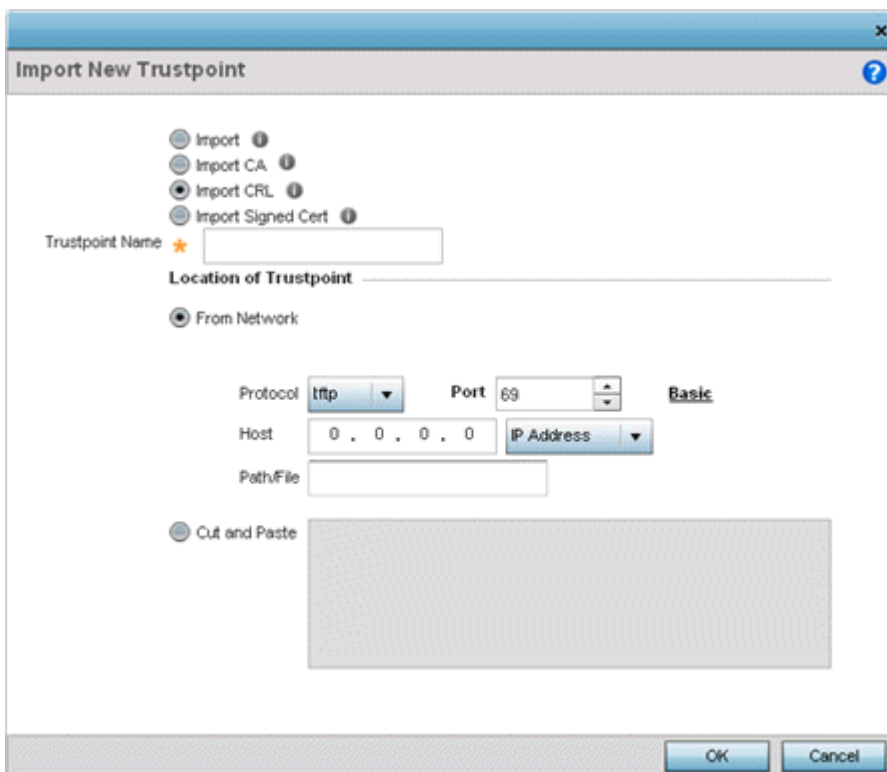 Import New Trustpoint
Import
Import CA
Import CRL
Import Signed Cert
Trustpoint Name *
Location of Trustpoint
From Network
Protocol tftp Port 69 Basic
Host 0 . 0 . 0 . 0 IP Address
Path/File
Cut and Paste
OK Cancel